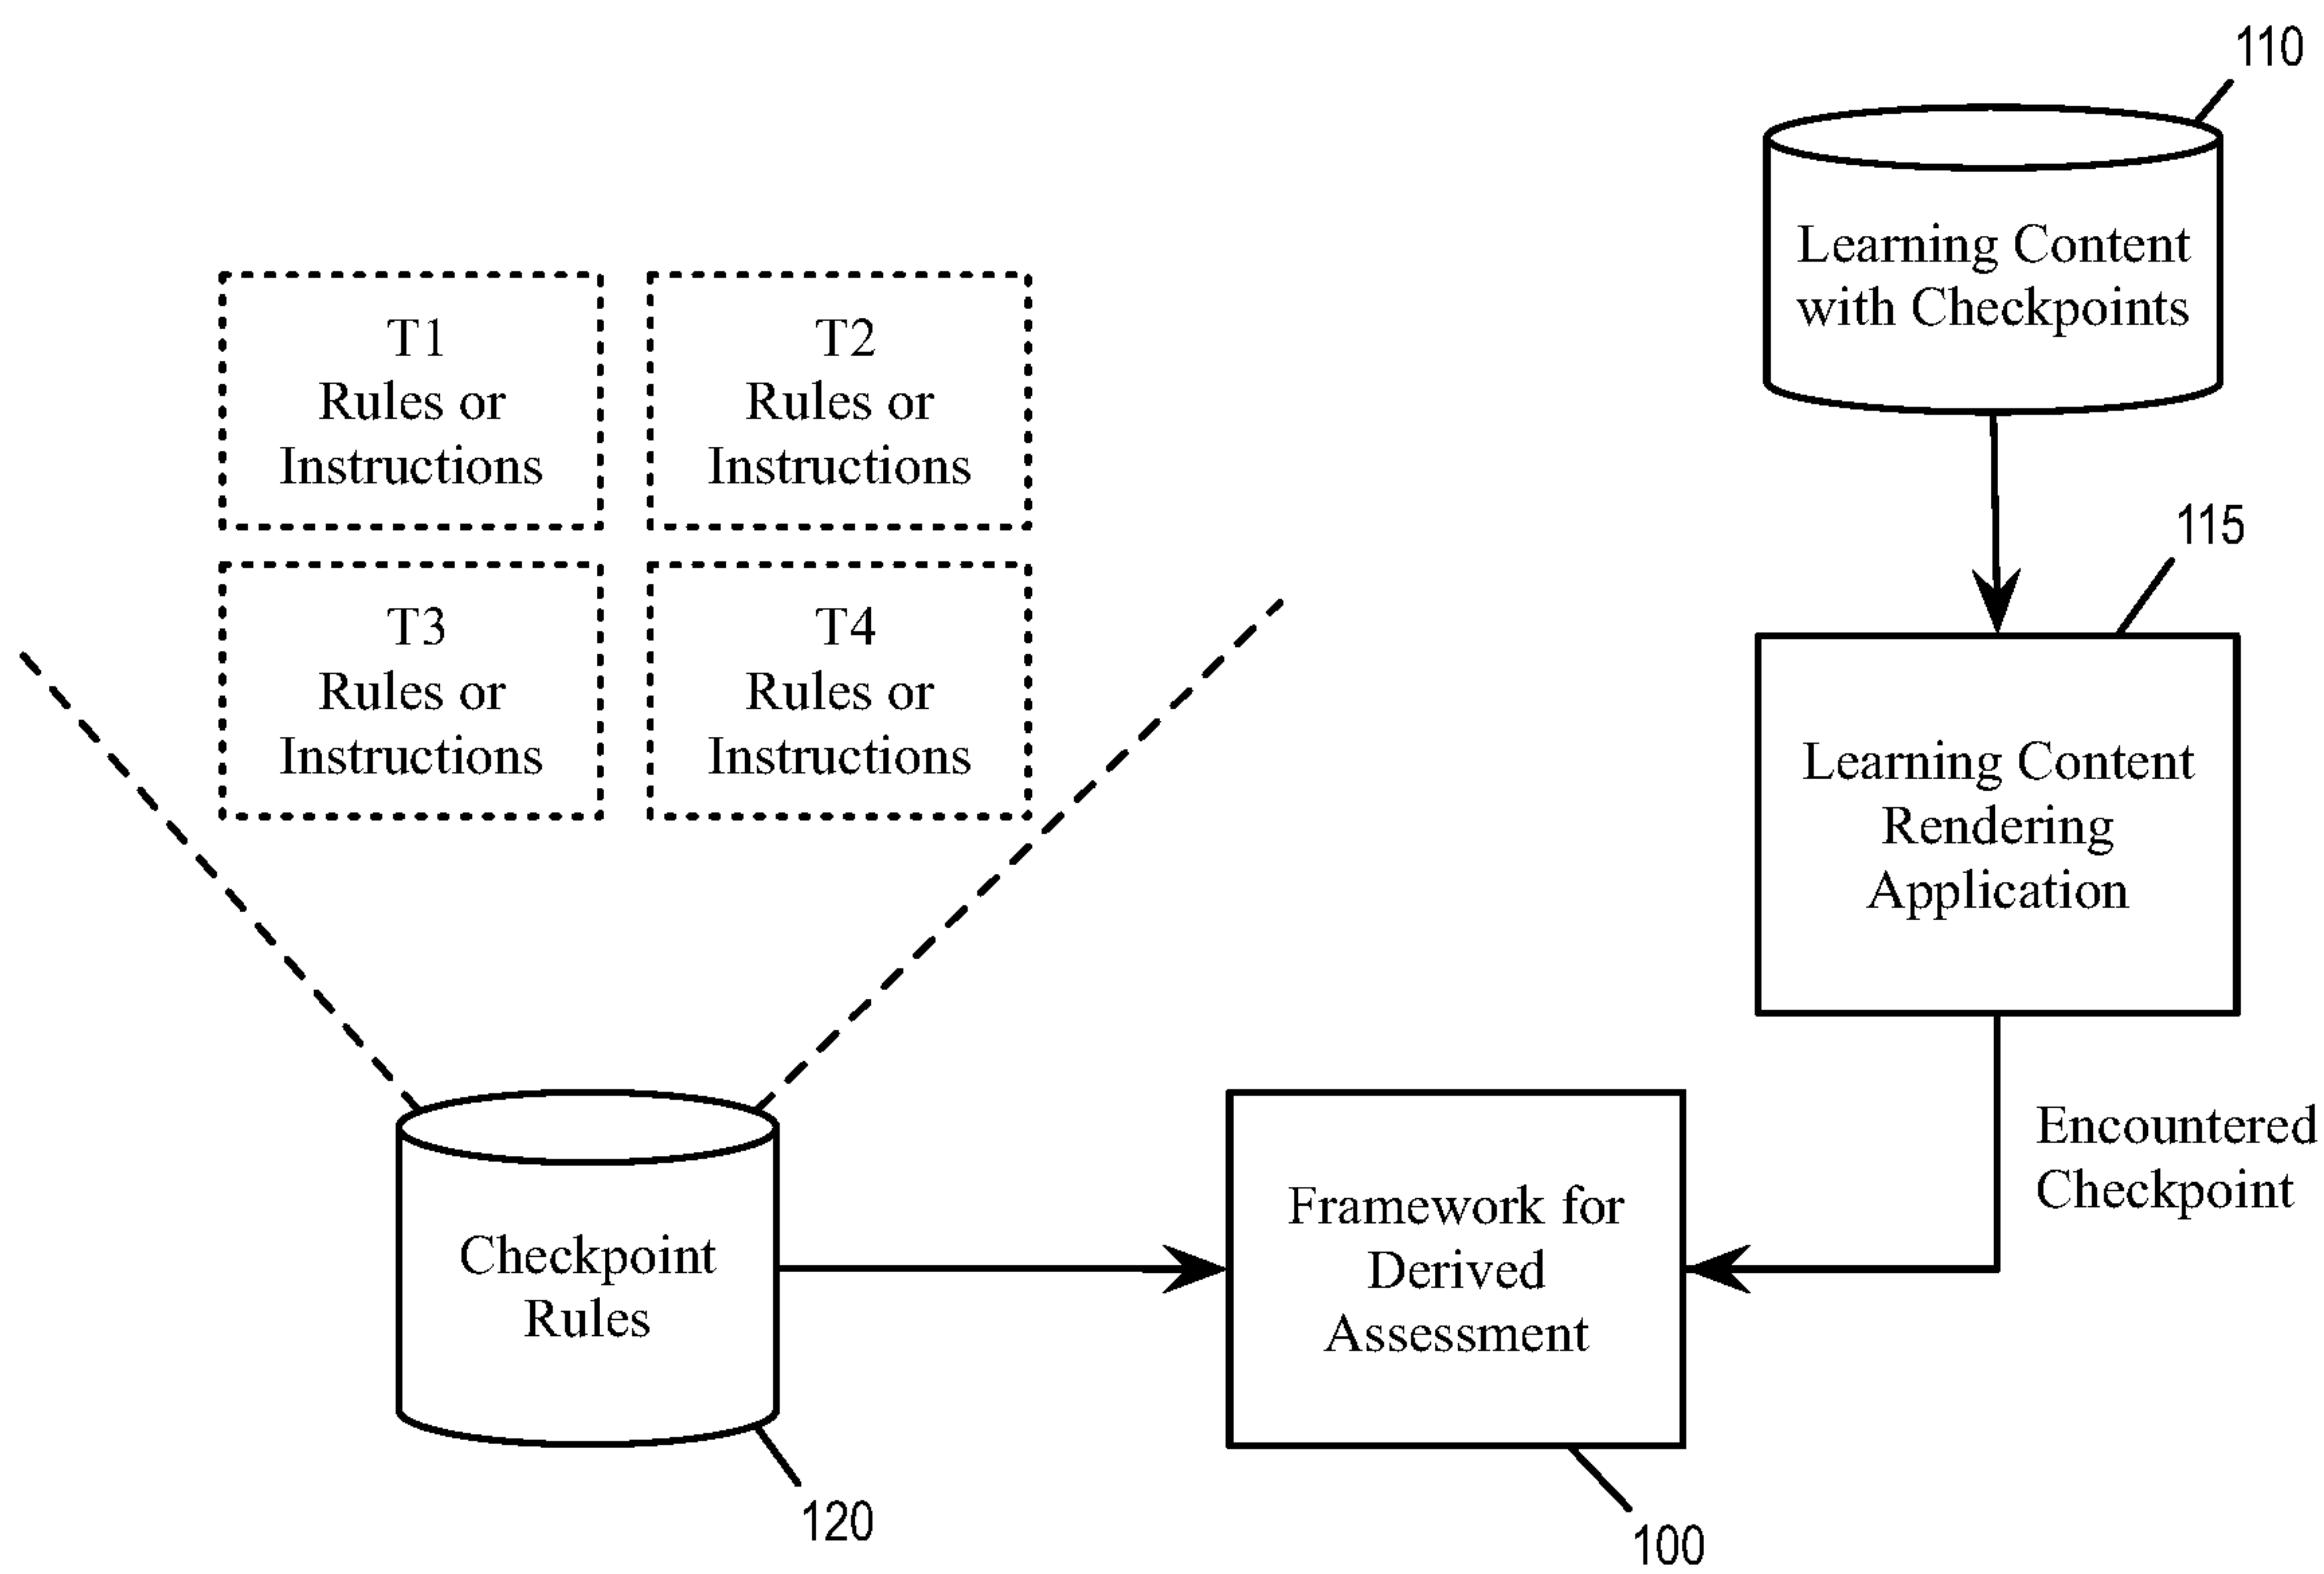 110
Learning Content
with Checkpoints
T1
Rules or
Instructions
T2
Rules or
Instructions
115
T3
Rules or
Instructions
T4
Rules or
Instructions
Learning Content
Rendering
Application
Encountered
Checkpoint
Checkpoint
Rules
Framework for
Derived
Assessment
120
100